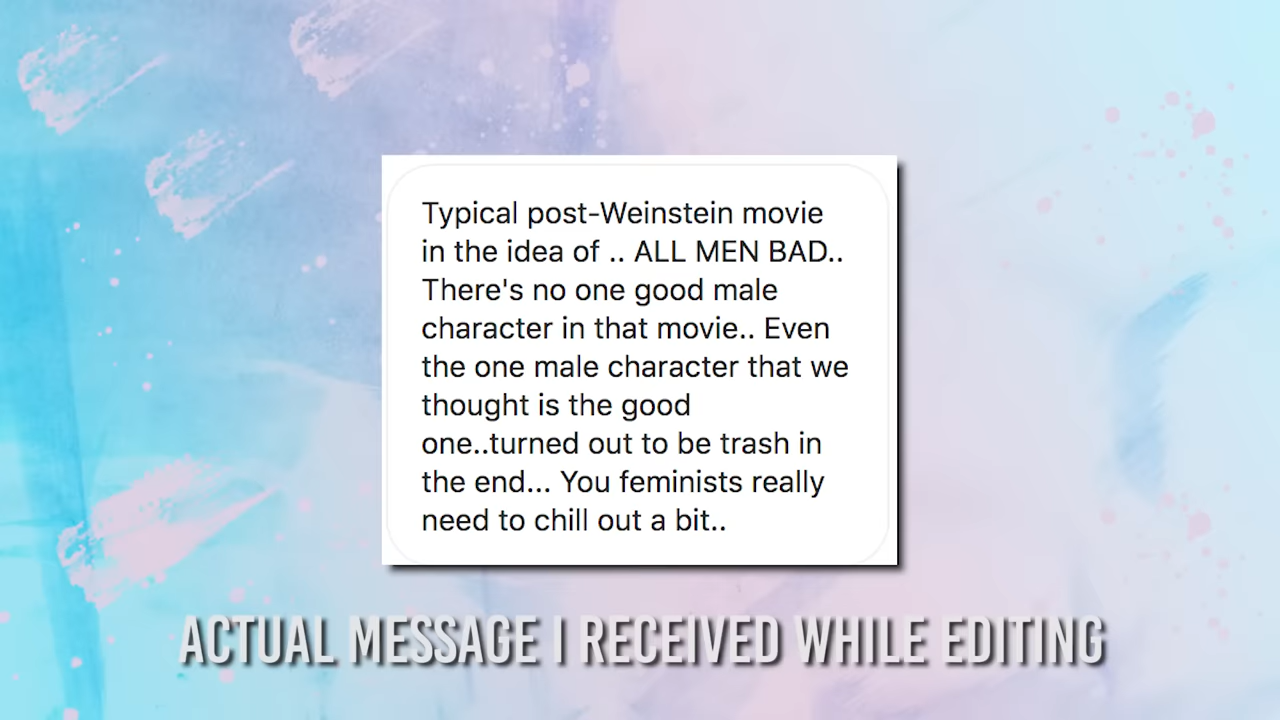 Typical post-Weinstein movie
in the idea of .. ALL MEN BAD..
There's no one good male
character in that movie.. Even
the one male character that we
thought is the good
one..turned out to be trash in
the end... You feminists really
need to chill out a bit..
ACTUAL MESSAGE I RECEIVED WHILE EDITING